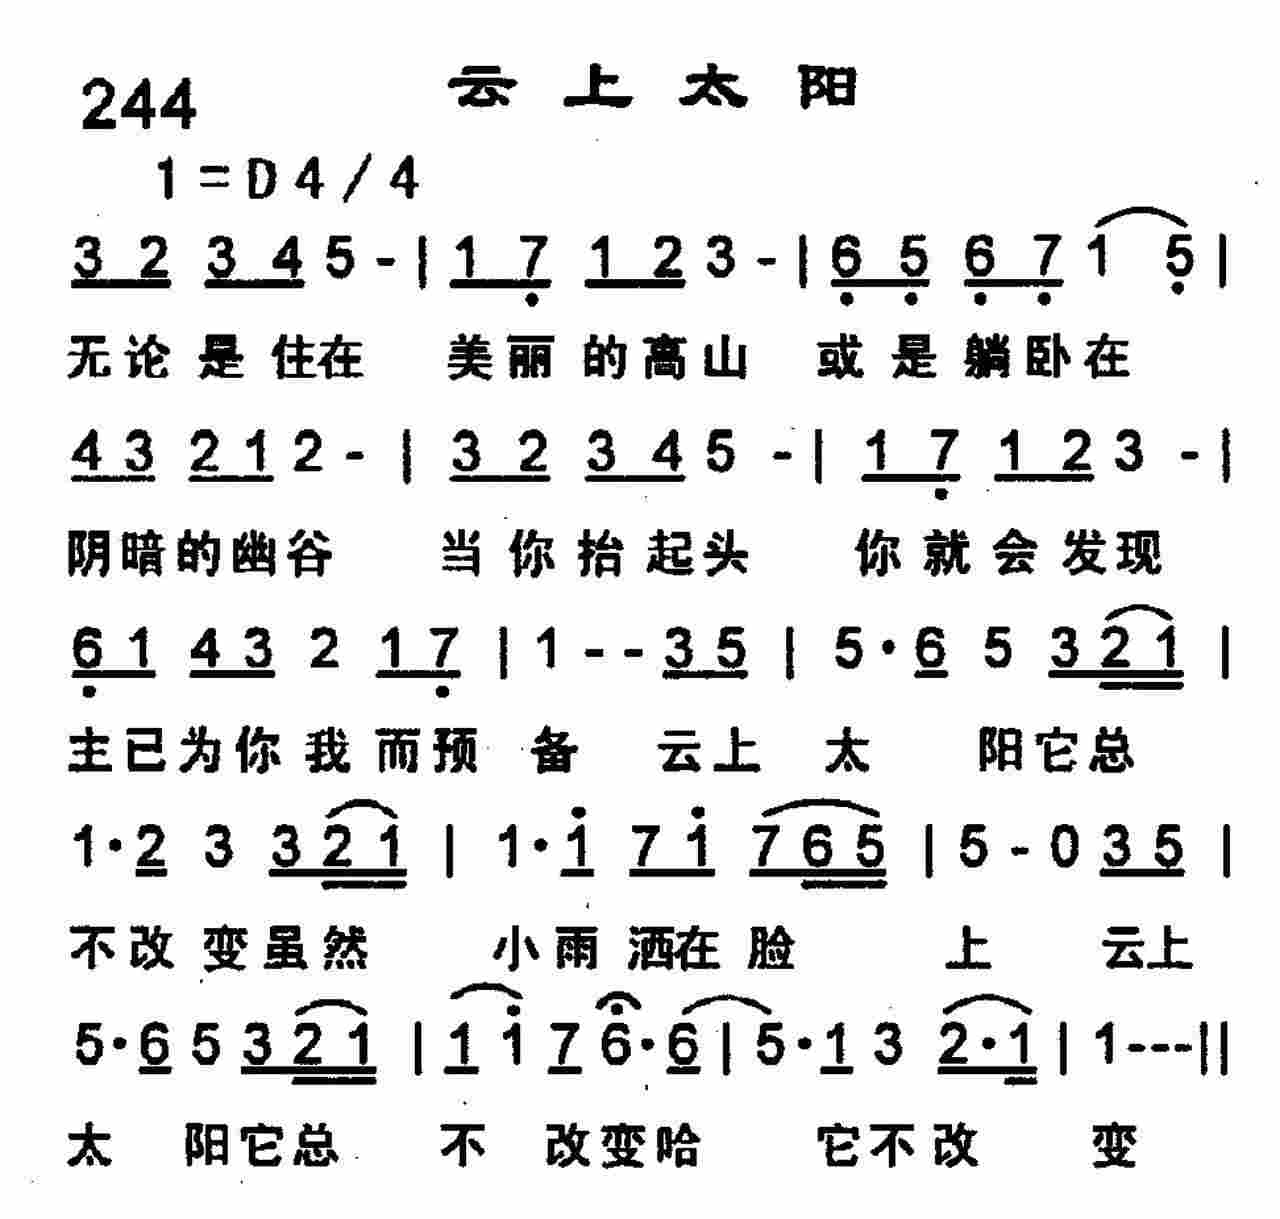 244 云上太阳
1=D 4/4
3 2 3 4 5 - | 1 7 1 2 3 - | 6 5 6 7 1 5 |
无论是住在 美丽的高山 或是躺卧在
4 3 2 1 2 - | 3 2 3 4 5 - | 1 7 1 2 3 - |
阴暗的幽谷 当你抬起头 你就会发现
6 1 4 3 2 1 7 | 1 - - 3 5 | 5 · 6 5 3 2 1 |
主已为你我而预备 云上太 阳它总
1 · 2 3 3 2 1 | 1 · 1 7 1 7 6 5 | 5 - 0 3 5 |
不改变虽然 小雨洒在脸 上 云上
5 · 6 5 3 2 1 | 1 1 7 6 · 6 | 5 · 1 3 2 · 1 | 1 - - - ||
太 阳它总 不 改变哈 它不改 变